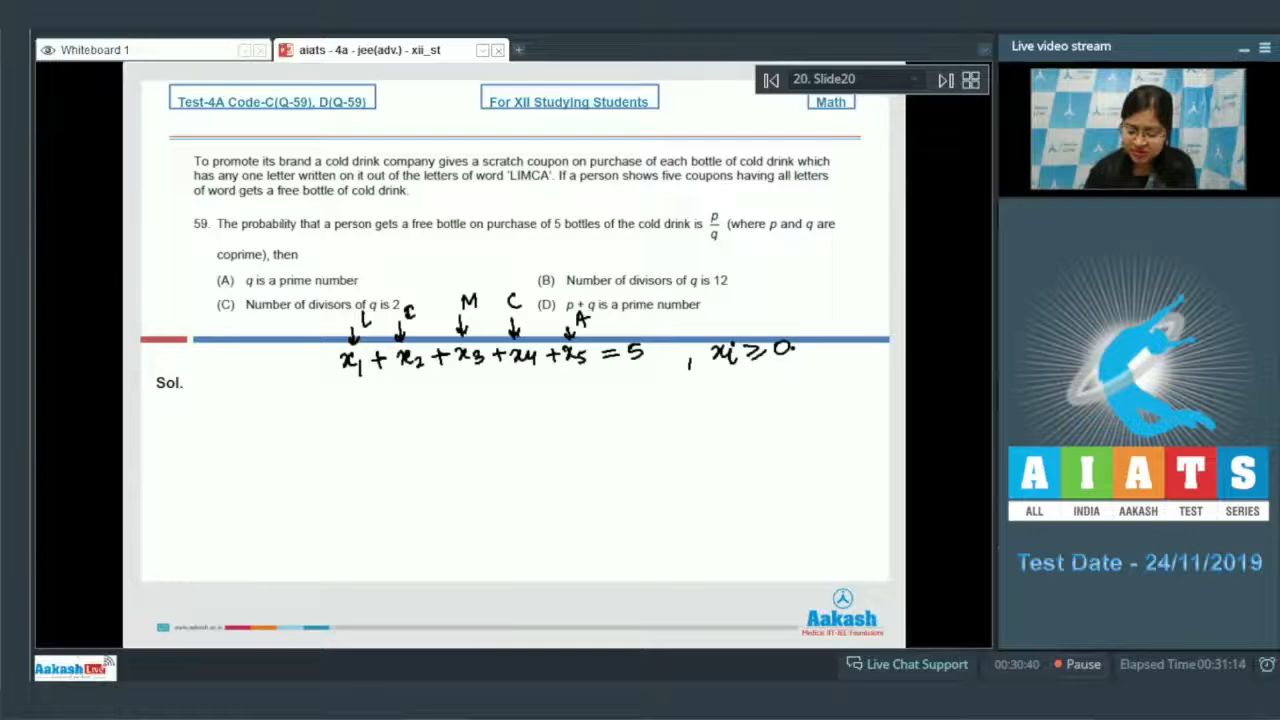 Whiteboard 1
aiats - 4a - jee(adv.) - xii_st
Live video stream
20. Slide20
Test-4A Code-C(Q-59), D(Q-59)
For XII Studying Students
Math
To promote its brand a cold drink company gives a scratch coupon on purchase of each bottle of cold drink which
has any one letter written on it out of the letters of word 'LIMCA'. If a person shows five coupons having all letters
of word gets a free bottle of cold drink.
59. The probability that a person gets a free bottle on purchase of 5 bottles of the cold drink is p/q (where p and q are
coprime), then
(A) q is a prime number
(B) Number of divisors of q is 12
(C) Number of divisors of q is 2
(D) p + q is a prime number
L M C A
x₁ + x₂ + x₃ + x₄ + x₅ = 5 , xi ≥ 0.
Sol.
A I A T S
ALL INDIA AAKASH TEST SERIES
Test Date - 24/11/2019
Aakash
Medical IIT-JEE Foundations
Aakash Live
Live Chat Support
00:30:40
Pause
Elapsed Time 00:31:14